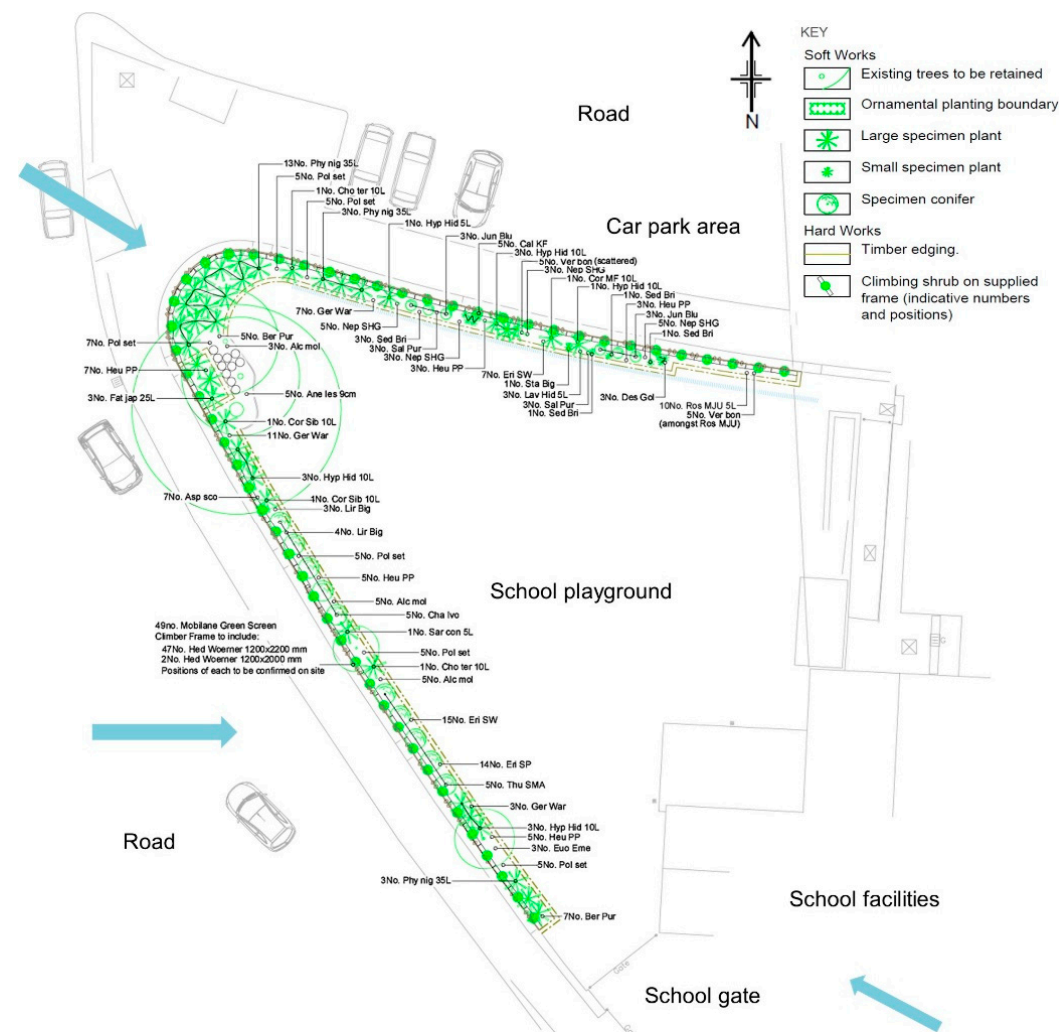 KEY
Soft Works
Existing trees to be retained
Ornamental planting boundary
Large specimen plant
Small specimen plant
Specimen conifer
Hard Works
Timber edging.
Climbing shrub on supplied
frame (indicative numbers
and positions)
N
Road
Car park area
13No. Phy nig 35L
5No. Pol set
1No. Cho ter 10L
5No. Pol set
3No. Phy nig 35L
1No. Hyp Hid 5L
3No. Jun Blu
5No. Cal KF
3No. Hyp Hid 10L
5No. Ver bon (scattered)
3No. Nep SHG
1No. Cor MF 10L
1No. Hyp Hid 10L
1No. Sed Bri
3No. Heu PP
3No. Jun Blu
5No. Nep SHG
1No. Sed Bri
7No. Ger War
5No. Nep SHG
3No. Sed Bri
3No. Sal Pur
3No. Nep SHG
3No. Heu PP
7No. Eri SW
1No. Sta Big
3No. Lav Hid 5L
3No. Sal Pur
1No. Sed Bri
3No. Des Gol
10No. Ros MJU 5L
5No. Ver bon
(amongst Ros MJU)
5No. Ber Pur
3No. Alc mol
7No. Pol set
7No. Heu PP
3No. Fat jap 25L
5No. Ane les 9cm
1No. Cor Sib 10L
11No. Ger War
3No. Hyp Hid 10L
7No. Asp sco
1No. Cor Sib 10L
3No. Lir Big
4No. Lir Big
5No. Pol set
5No. Heu PP
School playground
5No. Alc mol
5No. Cha Ivo
49no. Mobilane Green Screen
Climber Frame to include:
47No. Hed Woerner 1200x2200 mm
2No. Hed Woerner 1200x2000 mm
Positions of each to be confirmed on site
1No. Sar con 5L
5No. Pol set
1No. Cho ter 10L
5No. Alc mol
15No. Eri SW
14No. Eri SP
5No. Thu SMA
3No. Ger War
3No. Hyp Hid 10L
5No. Heu PP
3No. Euo Eme
5No. Pol set
3No. Phy nig 35L
7No. Ber Pur
Road
School facilities
Gate
School gate